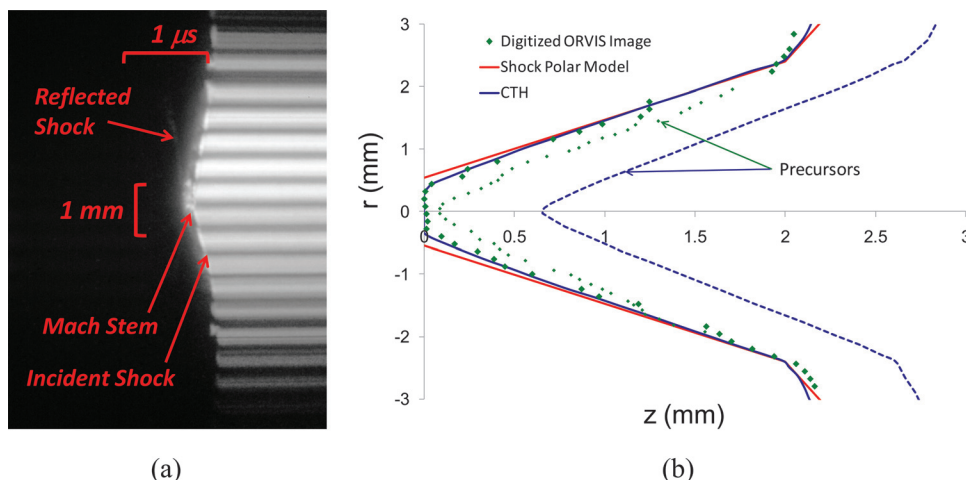 1 μs
Reflected
Shock
1 mm
Mach Stem
Incident Shock
(a)
Digitized ORVIS Image
Shock Polar Model
CTH
Precursors
r (mm)
3
2
1
0
-1
-2
-3
0
0.5
1
1.5
2
2.5
3
z (mm)
(b)